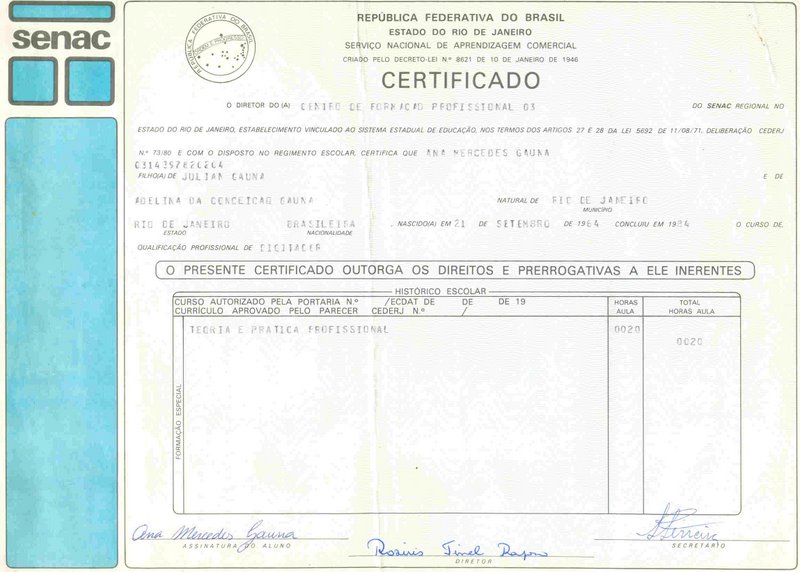 senac
REPÚBLICA FEDERATIVA DO BRASIL
REPÚBLICA FEDERATIVA DO BRASIL
ESTADO DO RIO DE JANEIRO
SERVIÇO NACIONAL DE APRENDIZAGEM COMERCIAL
CRIADO PELO DECRETO-LEI N.º 8621 DE 10 DE JANEIRO DE 1946
CERTIFICADO
O DIRETOR DO(A) CENTRO DE FORMACAO PROFISSIONAL 03 DO SENAC REGIONAL NO
ESTADO DO RIO DE JANEIRO, ESTABELECIMENTO VINCULADO AO SISTEMA ESTADUAL DE EDUCAÇÃO, NOS TERMOS DOS ARTIGOS 27 E 28 DA LEI 5692 DE 11/08/71, DELIBERAÇÃO CEDERJ
N.º 73/80 E COM O DISPOSTO NO REGIMENTO ESCOLAR, CERTIFICA QUE ANA MERCEDES GAUNA
FILHO(A) DE JULIAN GAUNA E DE
ADELINA DA CONCEICAO GAUNA NATURAL DE RIO DE JANEIRO
MUNICÍPIO
RIO DE JANEIRO BRASILEIRA , NASCIDO(A) EM 21 DE SETEMBRO DE 1964 CONCLUIU EM 1984 O CURSO DE,
ESTADO NACIONALIDADE
QUALIFICAÇÃO PROFISSIONAL DE DIGITADOR
O PRESENTE CERTIFICADO OUTORGA OS DIREITOS E PRERROGATIVAS A ELE INERENTES
HISTÓRICO ESCOLAR
CURSO AUTORIZADO PELA PORTARIA N.º /ECDAT DE DE DE 19 HORAS AULA TOTAL HORAS AULA
CURRÍCULO APROVADO PELO PARECER CEDERJ N.º /
TEORIA E PRATICA PROFISSIONAL 0020
0020
FORMAÇÃO ESPECIAL
Ana Mercedes Gauna
ASSINATURA DO ALUNO
DIRETOR
SECRETÁRIO